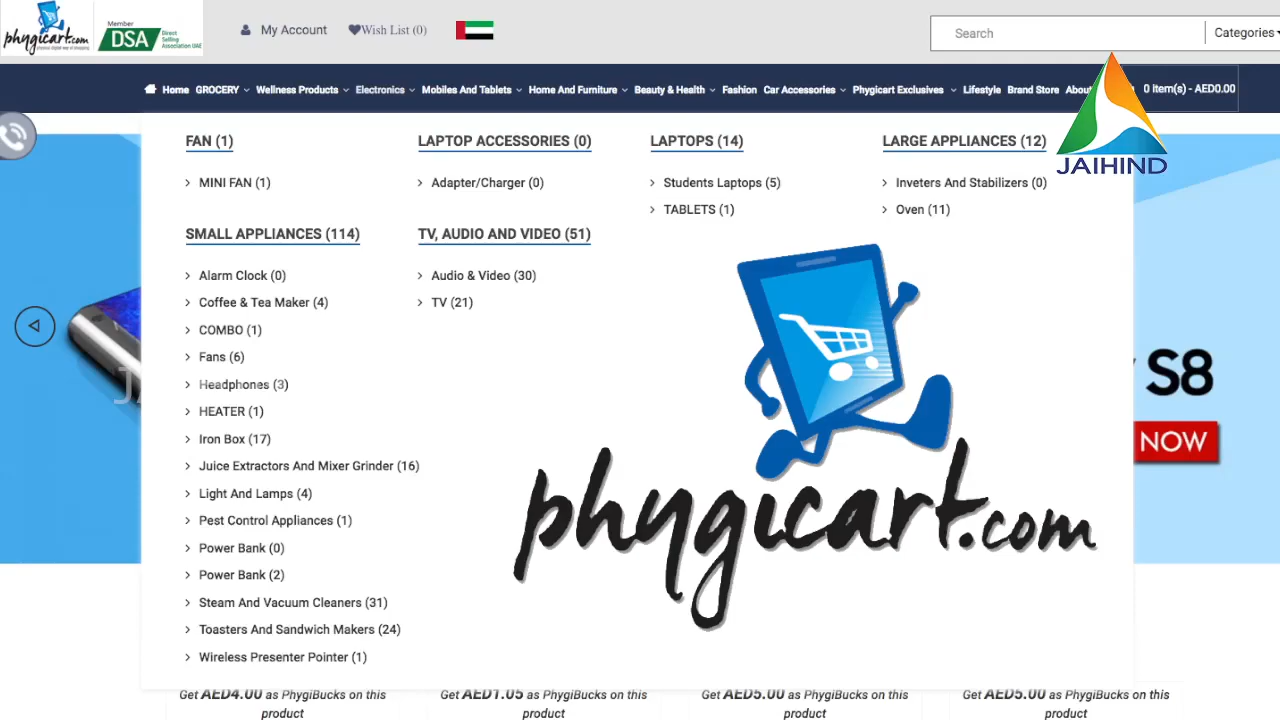 phygicart.com
Member
DSA
Direct
Selling
Association UAE
My Account
Wish List (0)
Search
Categories
Home GROCERY Wellness Products Electronics Mobiles And Tablets Home And Furniture Beauty & Health Fashion Car Accessories Phygicart Exclusives Lifestyle Brand Store About 0 item(s) - AED0.00
JAIHIND
FAN (1)
MINI FAN (1)
LAPTOP ACCESSORIES (0)
Adapter/Charger (0)
LAPTOPS (14)
Students Laptops (5)
TABLETS (1)
LARGE APPLIANCES (12)
Inveters And Stabilizers (0)
Oven (11)
SMALL APPLIANCES (114)
Alarm Clock (0)
Coffee & Tea Maker (4)
COMBO (1)
Fans (6)
Headphones (3)
HEATER (1)
Iron Box (17)
Juice Extractors And Mixer Grinder (16)
Light And Lamps (4)
Pest Control Appliances (1)
Power Bank (0)
Power Bank (2)
Steam And Vacuum Cleaners (31)
Toasters And Sandwich Makers (24)
Wireless Presenter Pointer (1)
TV, AUDIO AND VIDEO (51)
Audio & Video (30)
TV (21)
phygicart.com
S8
NOW
Get AED4.00 as PhygiBucks on this
product
Get AED1.05 as PhygiBucks on this
product
Get AED5.00 as PhygiBucks on this
product
Get AED5.00 as PhygiBucks on this
product